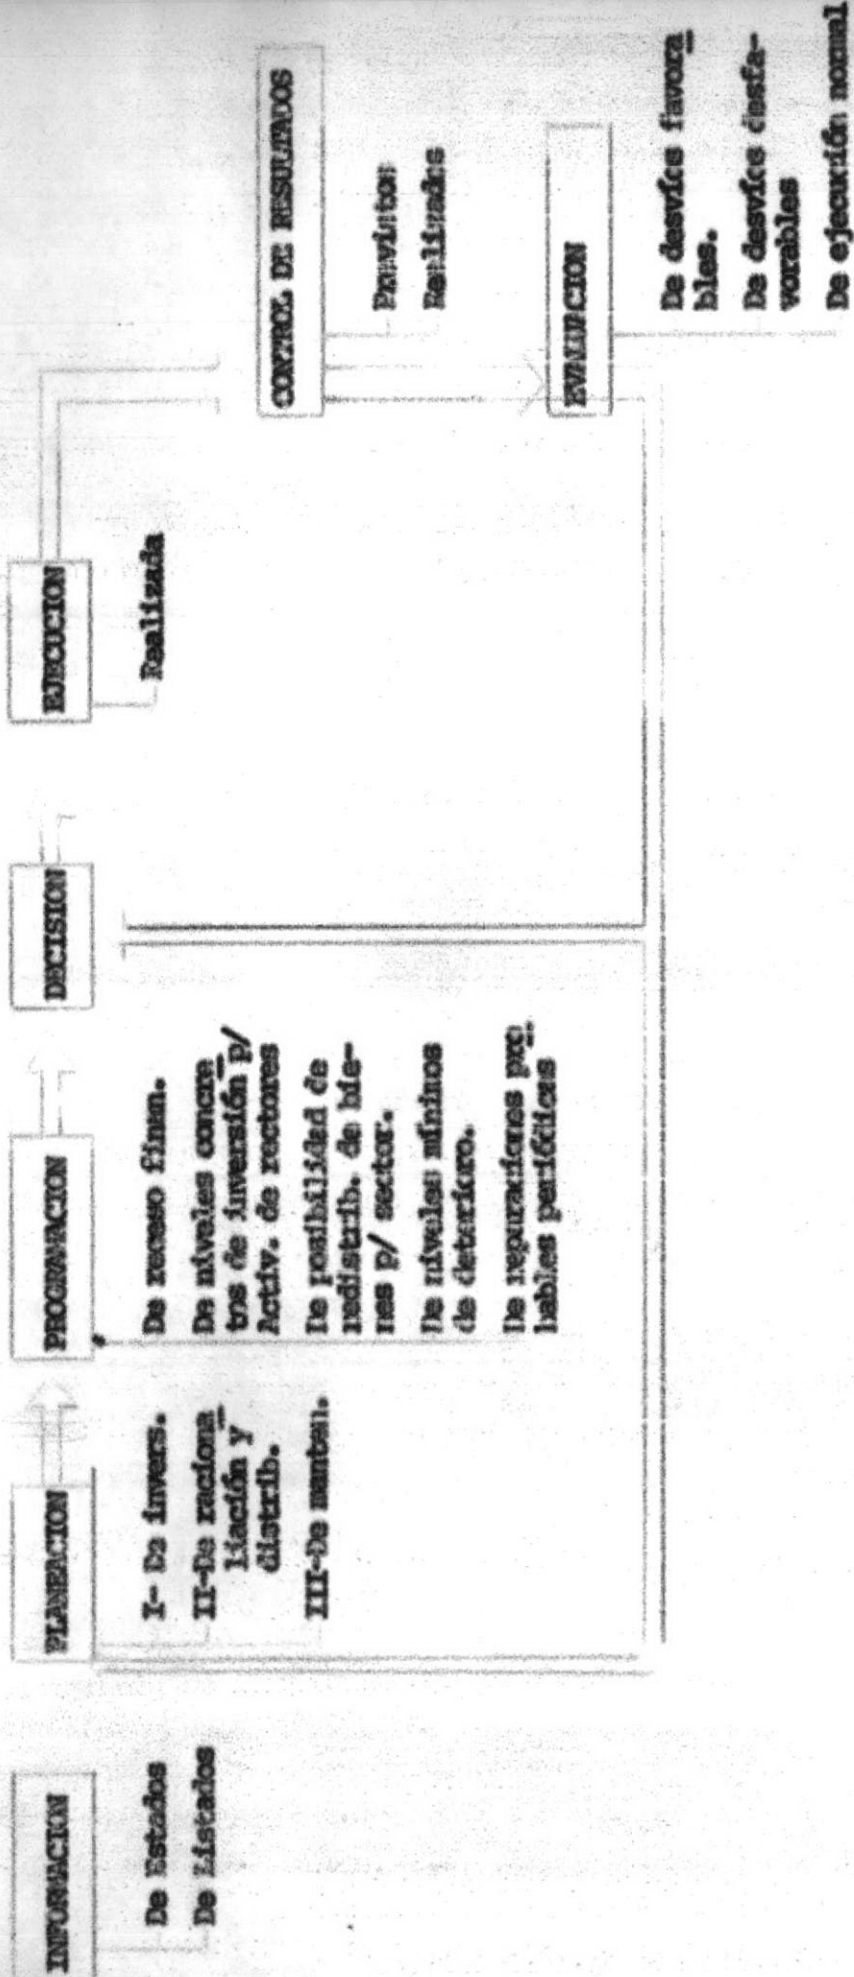 INFORMACION
De Estados
De Listados
PLANEACION
I- De invers.
II-De raciona
liación y
distrib.
III-De manten.
PROGRAMACION
De receso finan.
De niveles concre
tos de inversión p/
Activ. de rectores
De posibilidad de
redistrib. de bie-
nes p/ sector.
De niveles mínimos
de deterioro.
De reparaciones pro
bables periódicas
DECISION
EJECUCION
Realizada
CONTROL DE RESULTADOS
Previstos
Realizados
EVALUACION
De desvíos favora
bles.
De desvíos desfa-
vorables
De ejecución normal